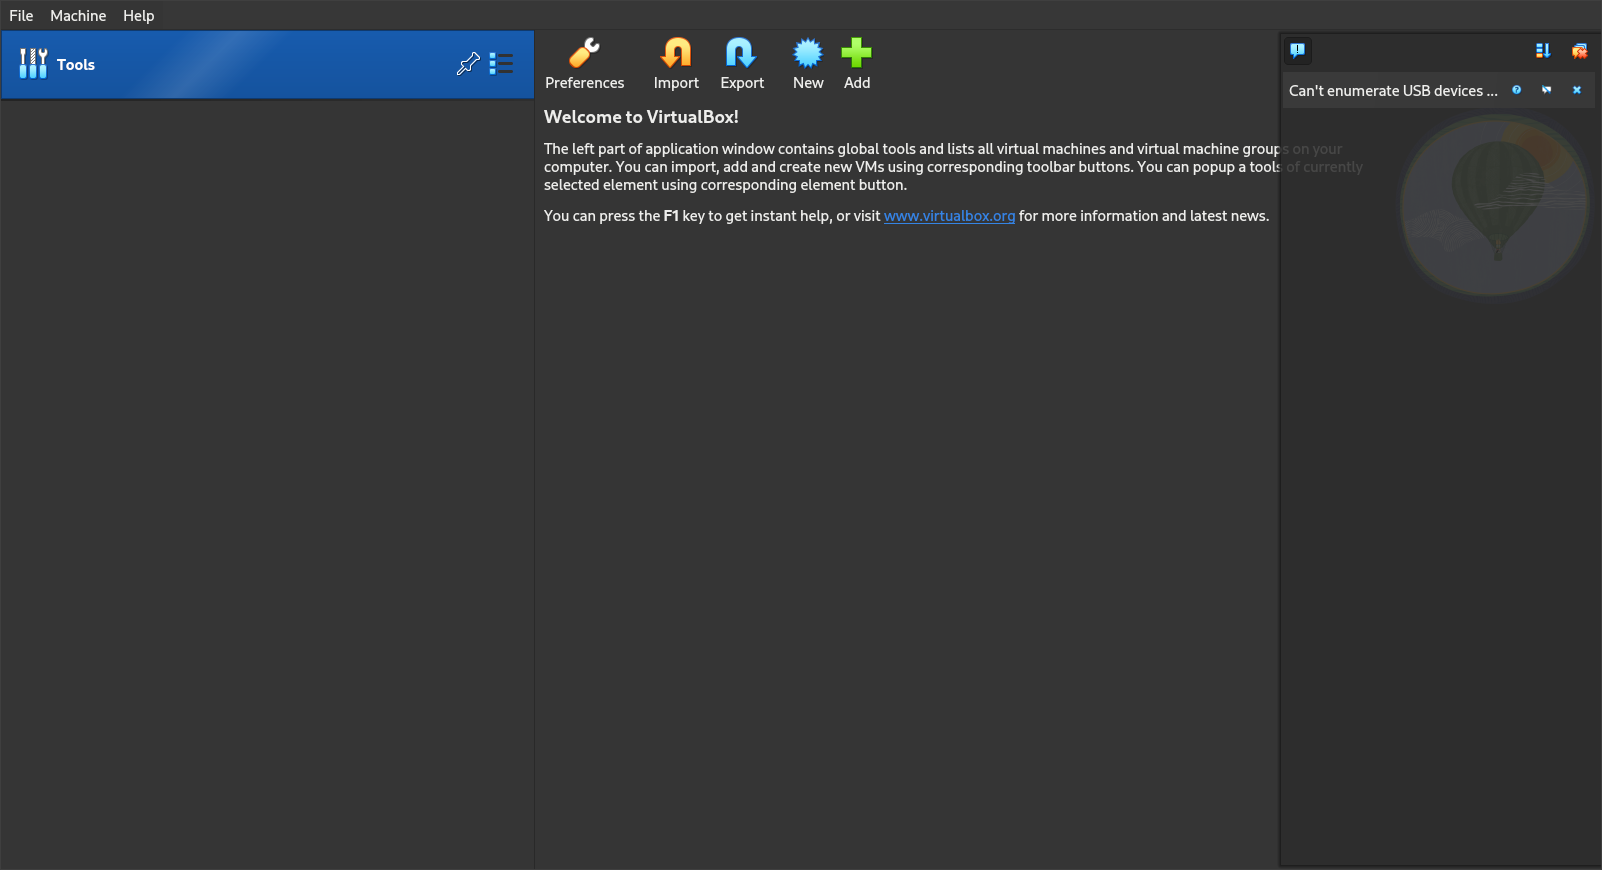 File Machine Help
Tools
Preferences Import Export New Add
Can't enumerate USB devices ...
Welcome to VirtualBox!
The left part of application window contains global tools and lists all virtual machines and virtual machine groups on your
computer. You can import, add and create new VMs using corresponding toolbar buttons. You can popup a tools of currently
selected element using corresponding element button.
You can press the F1 key to get instant help, or visit www.virtualbox.org for more information and latest news.